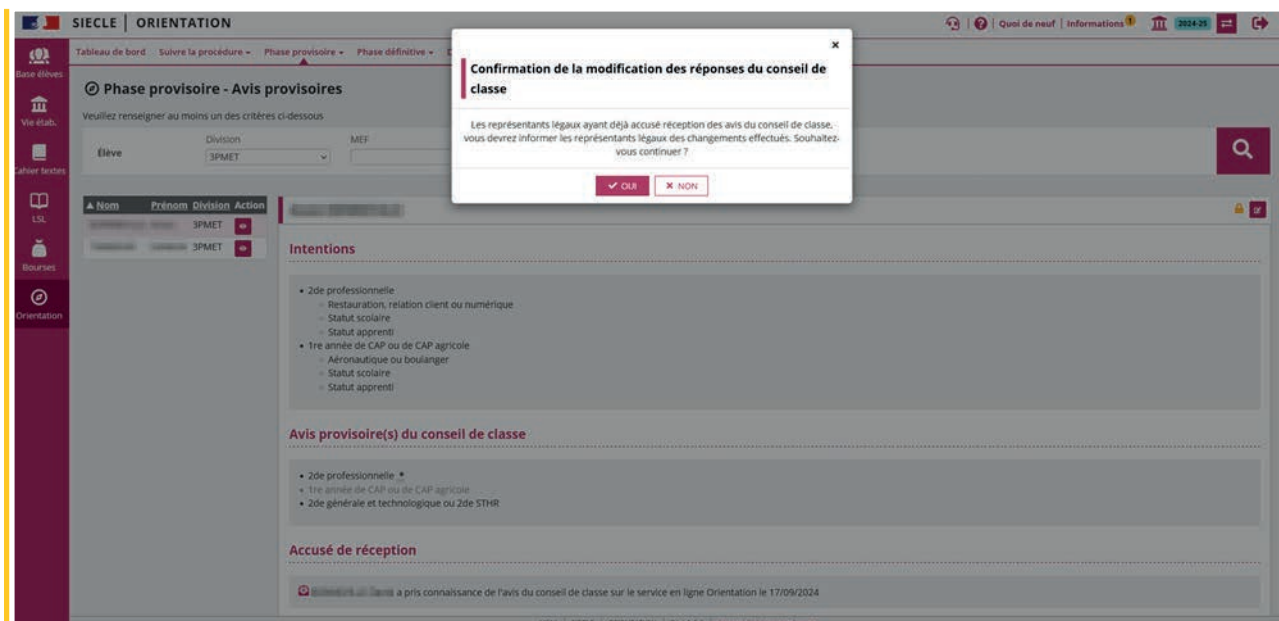 SIECLE | ORIENTATION
Quoi de neuf | Informations 1 2024-25
Tableau de bord Suivre la procédure Phase provisoire Phase définitive
Base élèves
Vie étab.
Cahier textes
LSL
Bourses
Orientation
Phase provisoire - Avis provisoires
Veuillez renseigner au moins un des critères ci-dessous
Division MEF
Élève 3PMET
×
Confirmation de la modification des réponses du conseil de
classe
Les représentants légaux ayant déjà accusé réception des avis du conseil de classe,
vous devrez informer les représentants légaux des changements effectués. Souhaitez-
vous continuer ?
OUI NON
▲ Nom Prénom Division Action
3PMET
3PMET
Intentions
• 2de professionnelle
Restauration, relation client ou numérique
Statut scolaire
Statut apprenti
• 1re année de CAP ou de CAP agricole
Aéronautique ou boulanger
Statut scolaire
Statut apprenti
Avis provisoire(s) du conseil de classe
• 2de professionnelle *
• 1re année de CAP ou de CAP agricole
• 2de générale et technologique ou 2de STHR
Accusé de réception
a pris connaissance de l'avis du conseil de classe sur le service en ligne Orientation le 17/09/2024